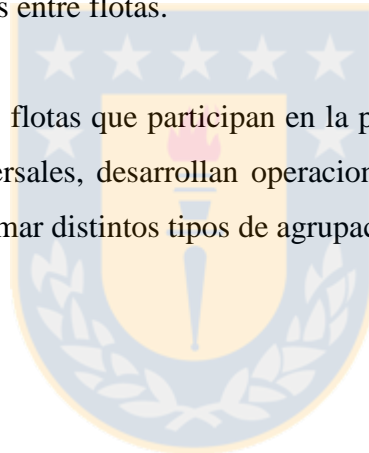 s entre flotas.
flotas que participan en la p
ersales, desarrollan operacion
mar distintos tipos de agrupac